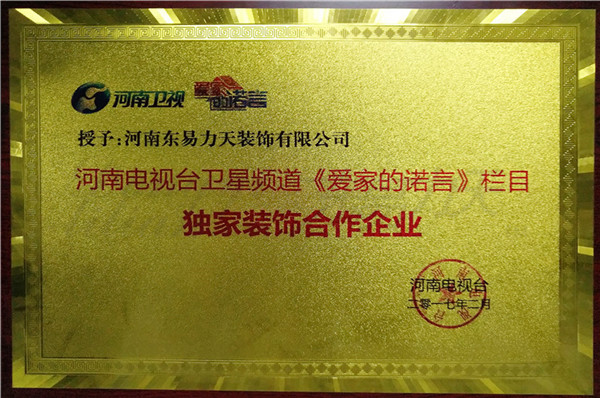 河南卫视 爱家的诺言
授予:河南东易力天装饰有限公司
河南电视台卫星频道《爱家的诺言》栏目
独家装饰合作企业
河南电视台
二零一七年二月